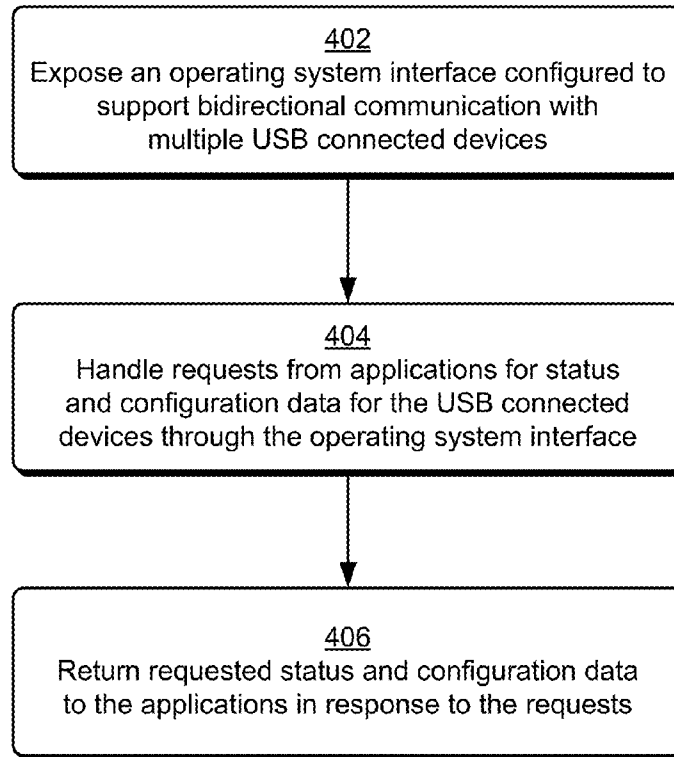 402
Expose an operating system interface configured to
support bidirectional communication with
multiple USB connected devices
404
Handle requests from applications for status
and configuration data for the USB connected
devices through the operating system interface
406
Return requested status and configuration data
to the applications in response to the requests